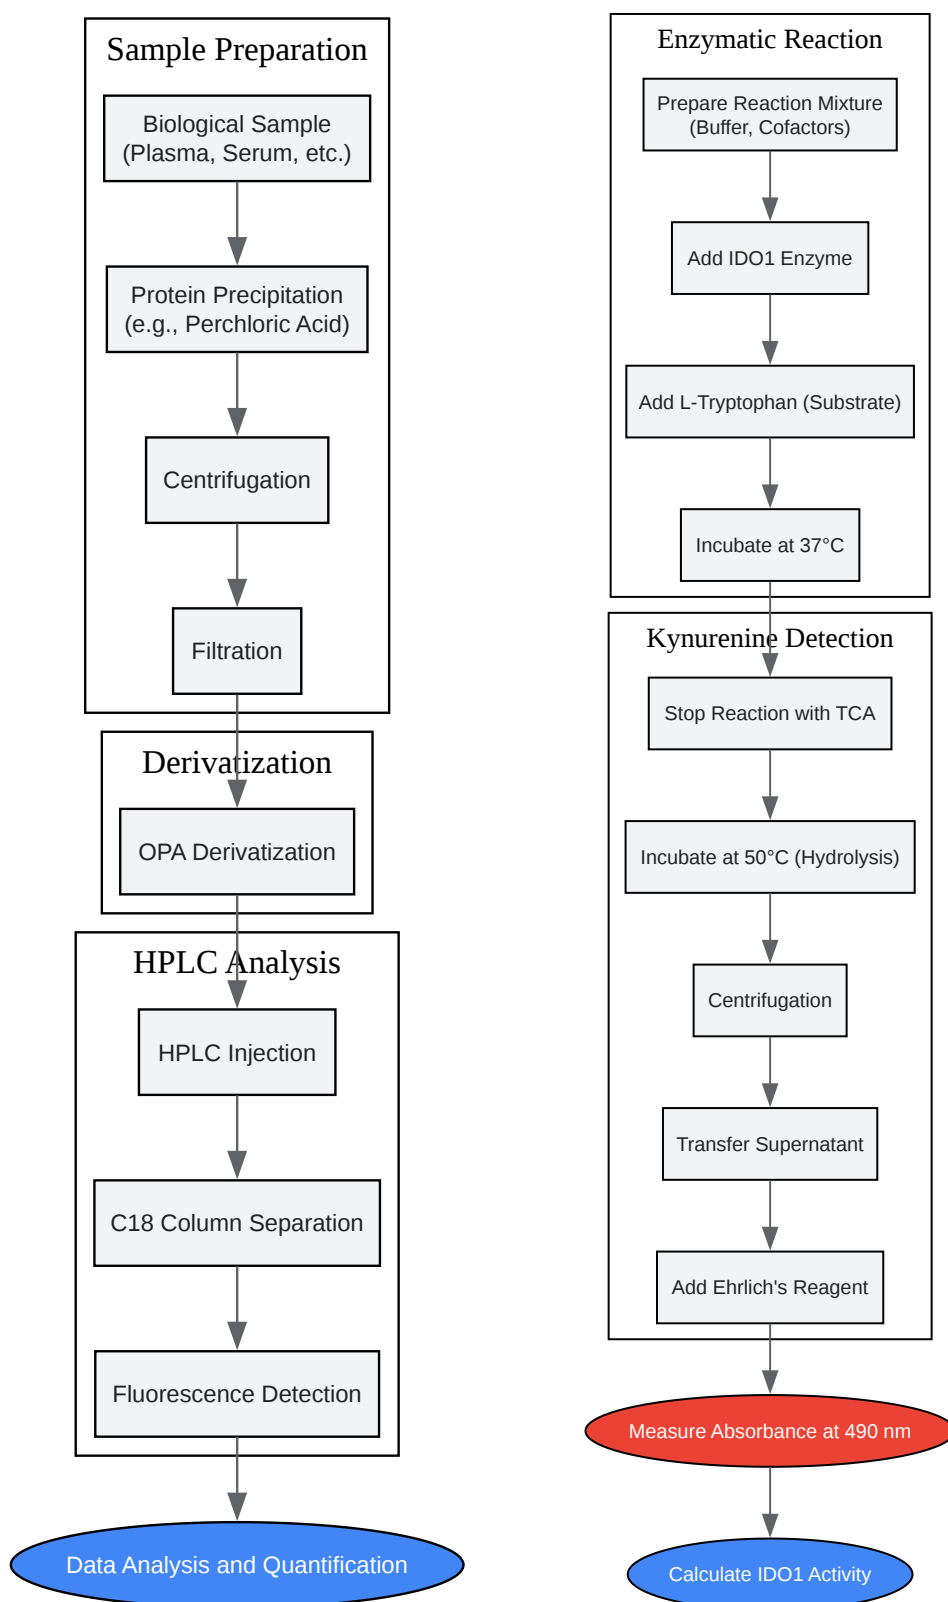 Sample Preparation
Biological Sample
(Plasma, Serum, etc.)
Protein Precipitation
(e.g., Perchloric Acid)
Centrifugation
Filtration
Derivatization
OPA Derivatization
HPLC Analysis
HPLC Injection
C18 Column Separation
Fluorescence Detection
Data Analysis and Quantification
Enzymatic Reaction
Prepare Reaction Mixture
(Buffer, Cofactors)
Add IDO1 Enzyme
Add L-Tryptophan (Substrate)
Incubate at 37°C
Kynurenine Detection
Stop Reaction with TCA
Incubate at 50°C (Hydrolysis)
Centrifugation
Transfer Supernatant
Add Ehrlich's Reagent
Measure Absorbance at 490 nm
Calculate IDO1 Activity